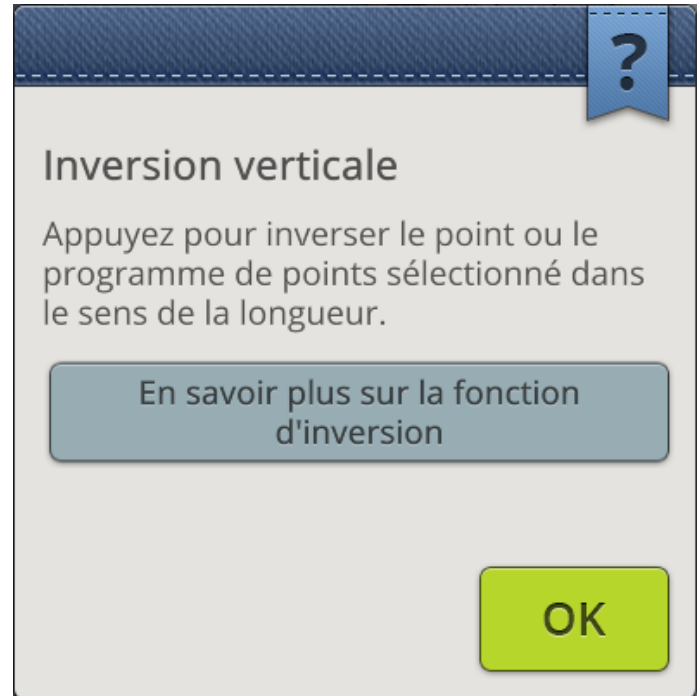 ?
Inversion verticale
Appuyez pour inverser le point ou le
programme de points sélectionné dans
le sens de la longueur.
En savoir plus sur la fonction
d'inversion
OK